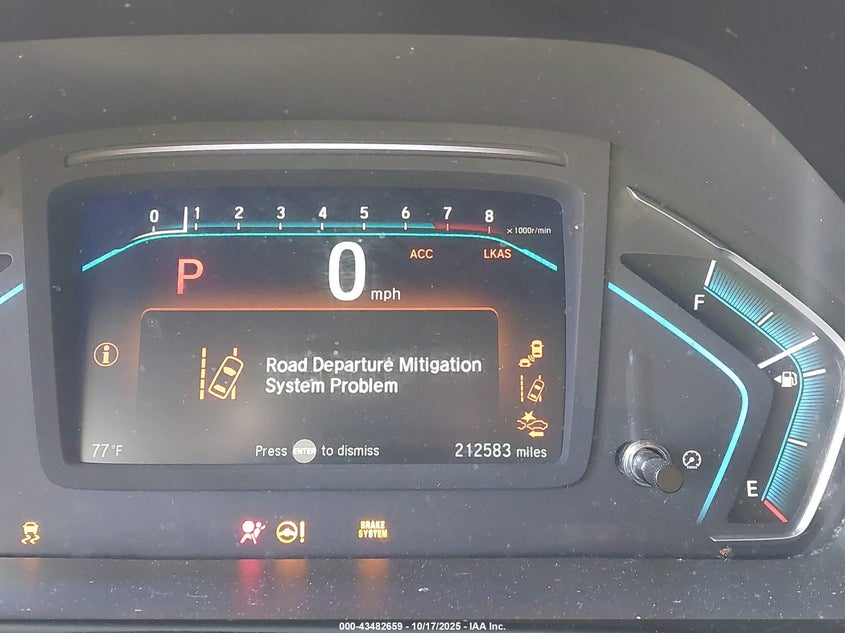 0 1 2 3 4 5 6 7 8 x 1000r/min
P 0 mph ACC LKAS
F
Road Departure Mitigation
System Problem
77°F Press ENTER to dismiss 212583 miles
E
BRAKE
SYSTEM
000-43482659 - 10/17/2025 - IAA Inc.